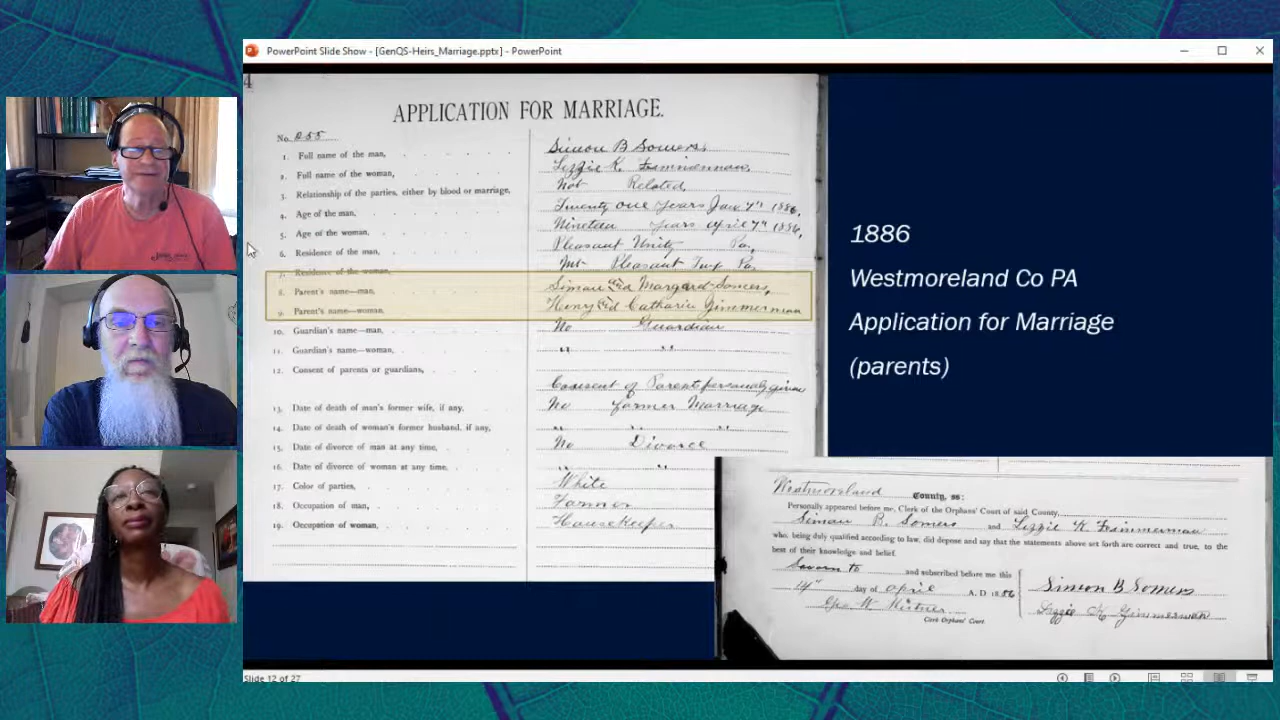 PowerPoint Slide Show - [GenQS-Heirs_Marriage.pptx] - PowerPoint
4
APPLICATION FOR MARRIAGE.
No. 255
1. Full name of the man, Simon B Somers,
2. Full name of the woman, Lizzie K. Zimmerman,
3. Relationship of the parties, either by blood or marriage, Not Related,
4. Age of the man, Twenty one years Jany 7th 1886,
5. Age of the woman, Nineteen years april 7th 1886,
6. Residence of the man, Pleasant Unity Pa,
7. Residence of the woman, Mt Pleasant Twp Pa,
8. Parent's name—man, Simon and Margard Somers,
9. Parent's name—woman, Henry and Catharin Zimmerman
10. Guardian's name—man, No Guardian
11. Guardian's name—woman, " "
12. Consent of parents or guardians,
Consent of Parent personaly given
13. Date of death of man's former wife, if any, No former Marriage
14. Date of death of woman's former husband, if any, " "
15. Date of divorce of man at any time, No Divorce
16. Date of divorce of woman at any time, " "
17. Color of parties, White
18. Occupation of man, Farmer
19. Occupation of woman, Housekeeper
1886
Westmoreland Co PA
Application for Marriage
(parents)
Westmoreland County, ss:
Personally appeared before me, Clerk of the Orphans' Court of said County,
Simon B. Somers and Lizzie K Zimmerman
who, being duly qualified according to law, did depose and say that the statements above set forth are correct and true, to the
best of their knowledge and belief.
Sworn to and subscribed before me this
14th day of april A. D 1886
Simon B Somers
Lizzie K Zimmerman
Geo W
Clerk Orphans' Court
Slide 12 of 27